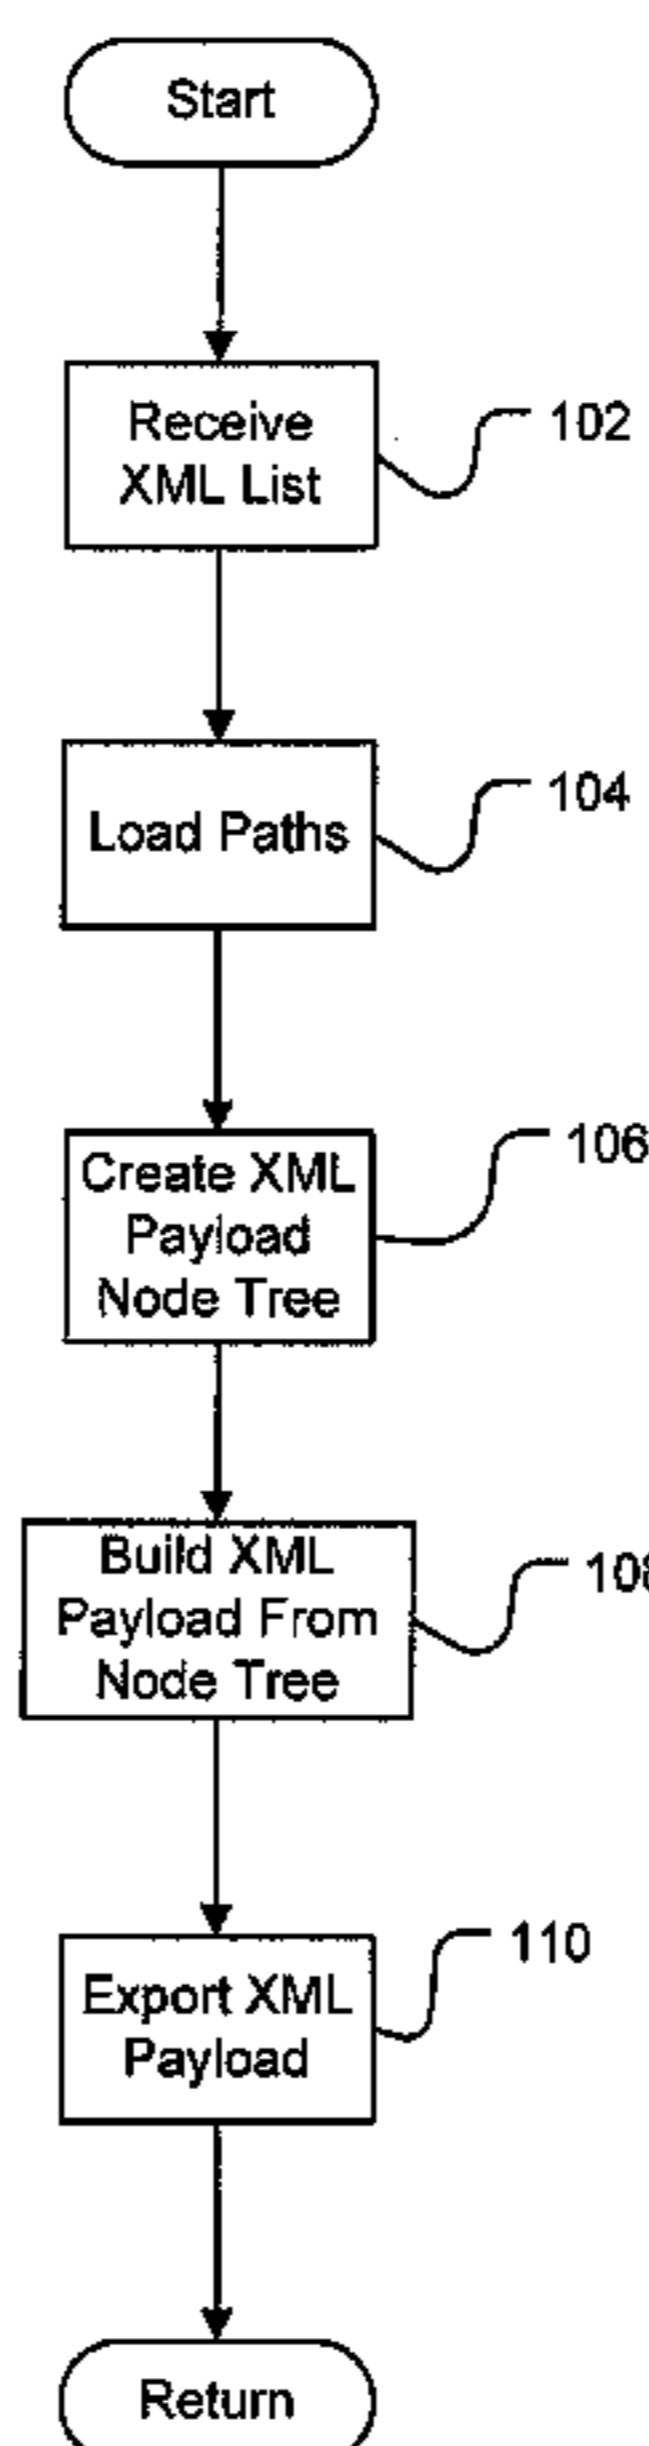 Start
Receive
XML List
102
Load Paths
104
Create XML
Payload
Node Tree
106
Build XML
Payload From
Node Tree
108
Export XML
Payload
110
Return